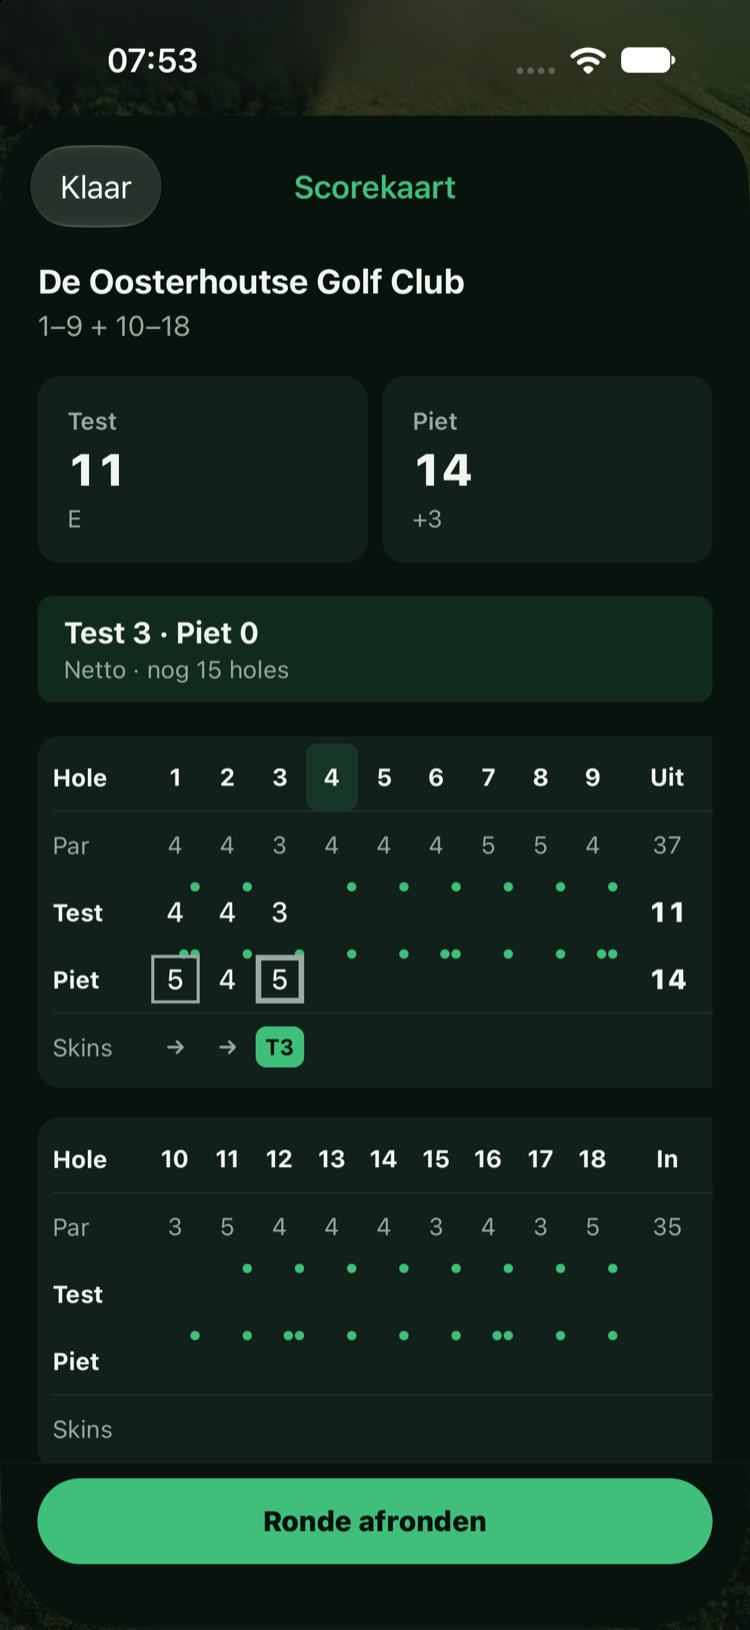 07:53
Klaar
Scorekaart
De Oosterhoutse Golf Club
1–9 + 10–18
Test
11
E
Piet
14
+3
Test 3 · Piet 0
Netto · nog 15 holes
Hole 1 2 3 4 5 6 7 8 9 Uit
Par 4 4 3 4 4 4 5 5 4 37
Test 4 4 3 11
Piet 5 4 5 14
Skins → → T3
Hole 10 11 12 13 14 15 16 17 18 In
Par 3 5 4 4 4 3 4 3 5 35
Test
Piet
Skins
Ronde afronden